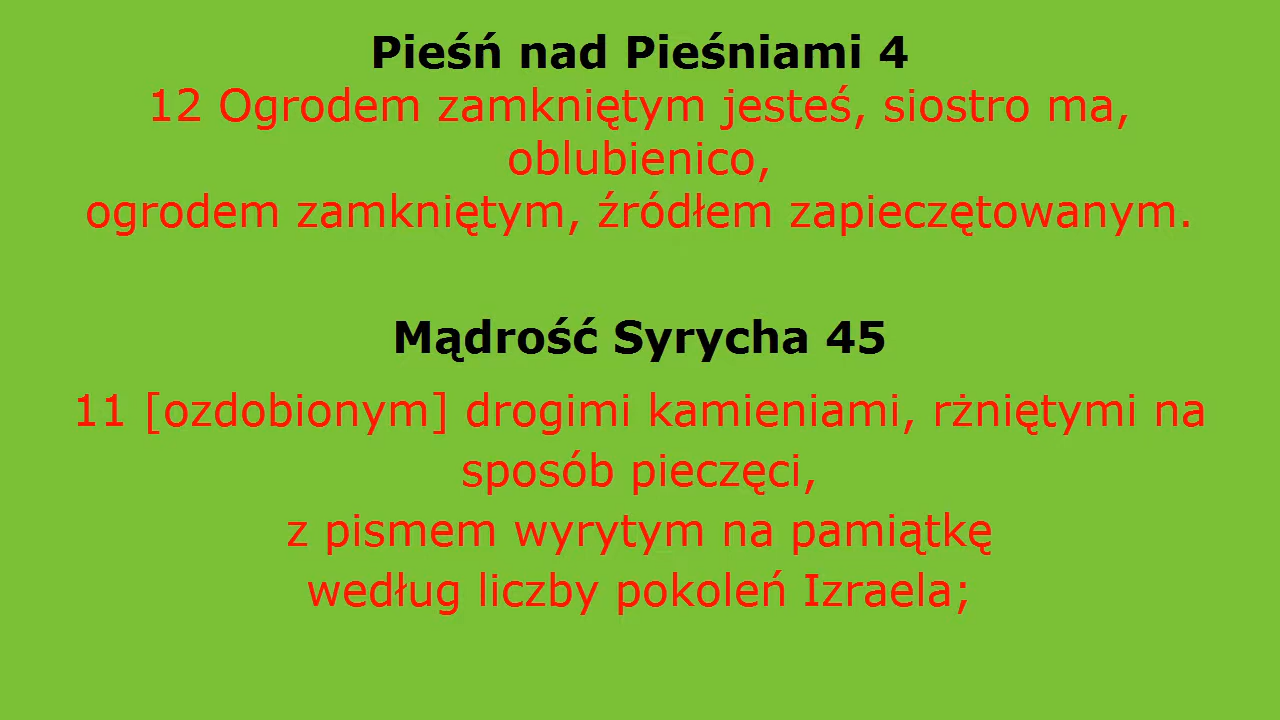 Pieśń nad Pieśniami 4
12 Ogrodem zamkniętym jesteś, siostro ma,
oblubienico,
ogrodem zamkniętym, źródłem zapieczętowanym.
Mądrość Syrycha 45
11 [ozdobionym] drogimi kamieniami, rżniętymi na
sposób pieczęci,
z pismem wyrytym na pamiątkę
według liczby pokoleń Izraela;